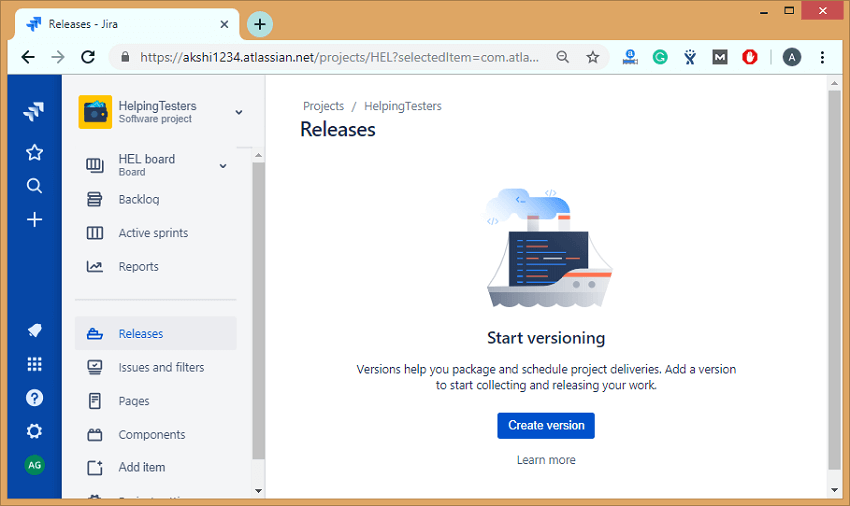 Releases - Jira
https://akshi1234.atlassian.net/projects/HEL?selectedItem=com.atla...
M
A
HelpingTesters
Software project
HEL board
Board
Backlog
Active sprints
Reports
Releases
Issues and filters
Pages
Components
Add item
AG
Projects / HelpingTesters
Releases
Start versioning
Versions help you package and schedule project deliveries. Add a version
to start collecting and releasing your work.
Create version
Learn more